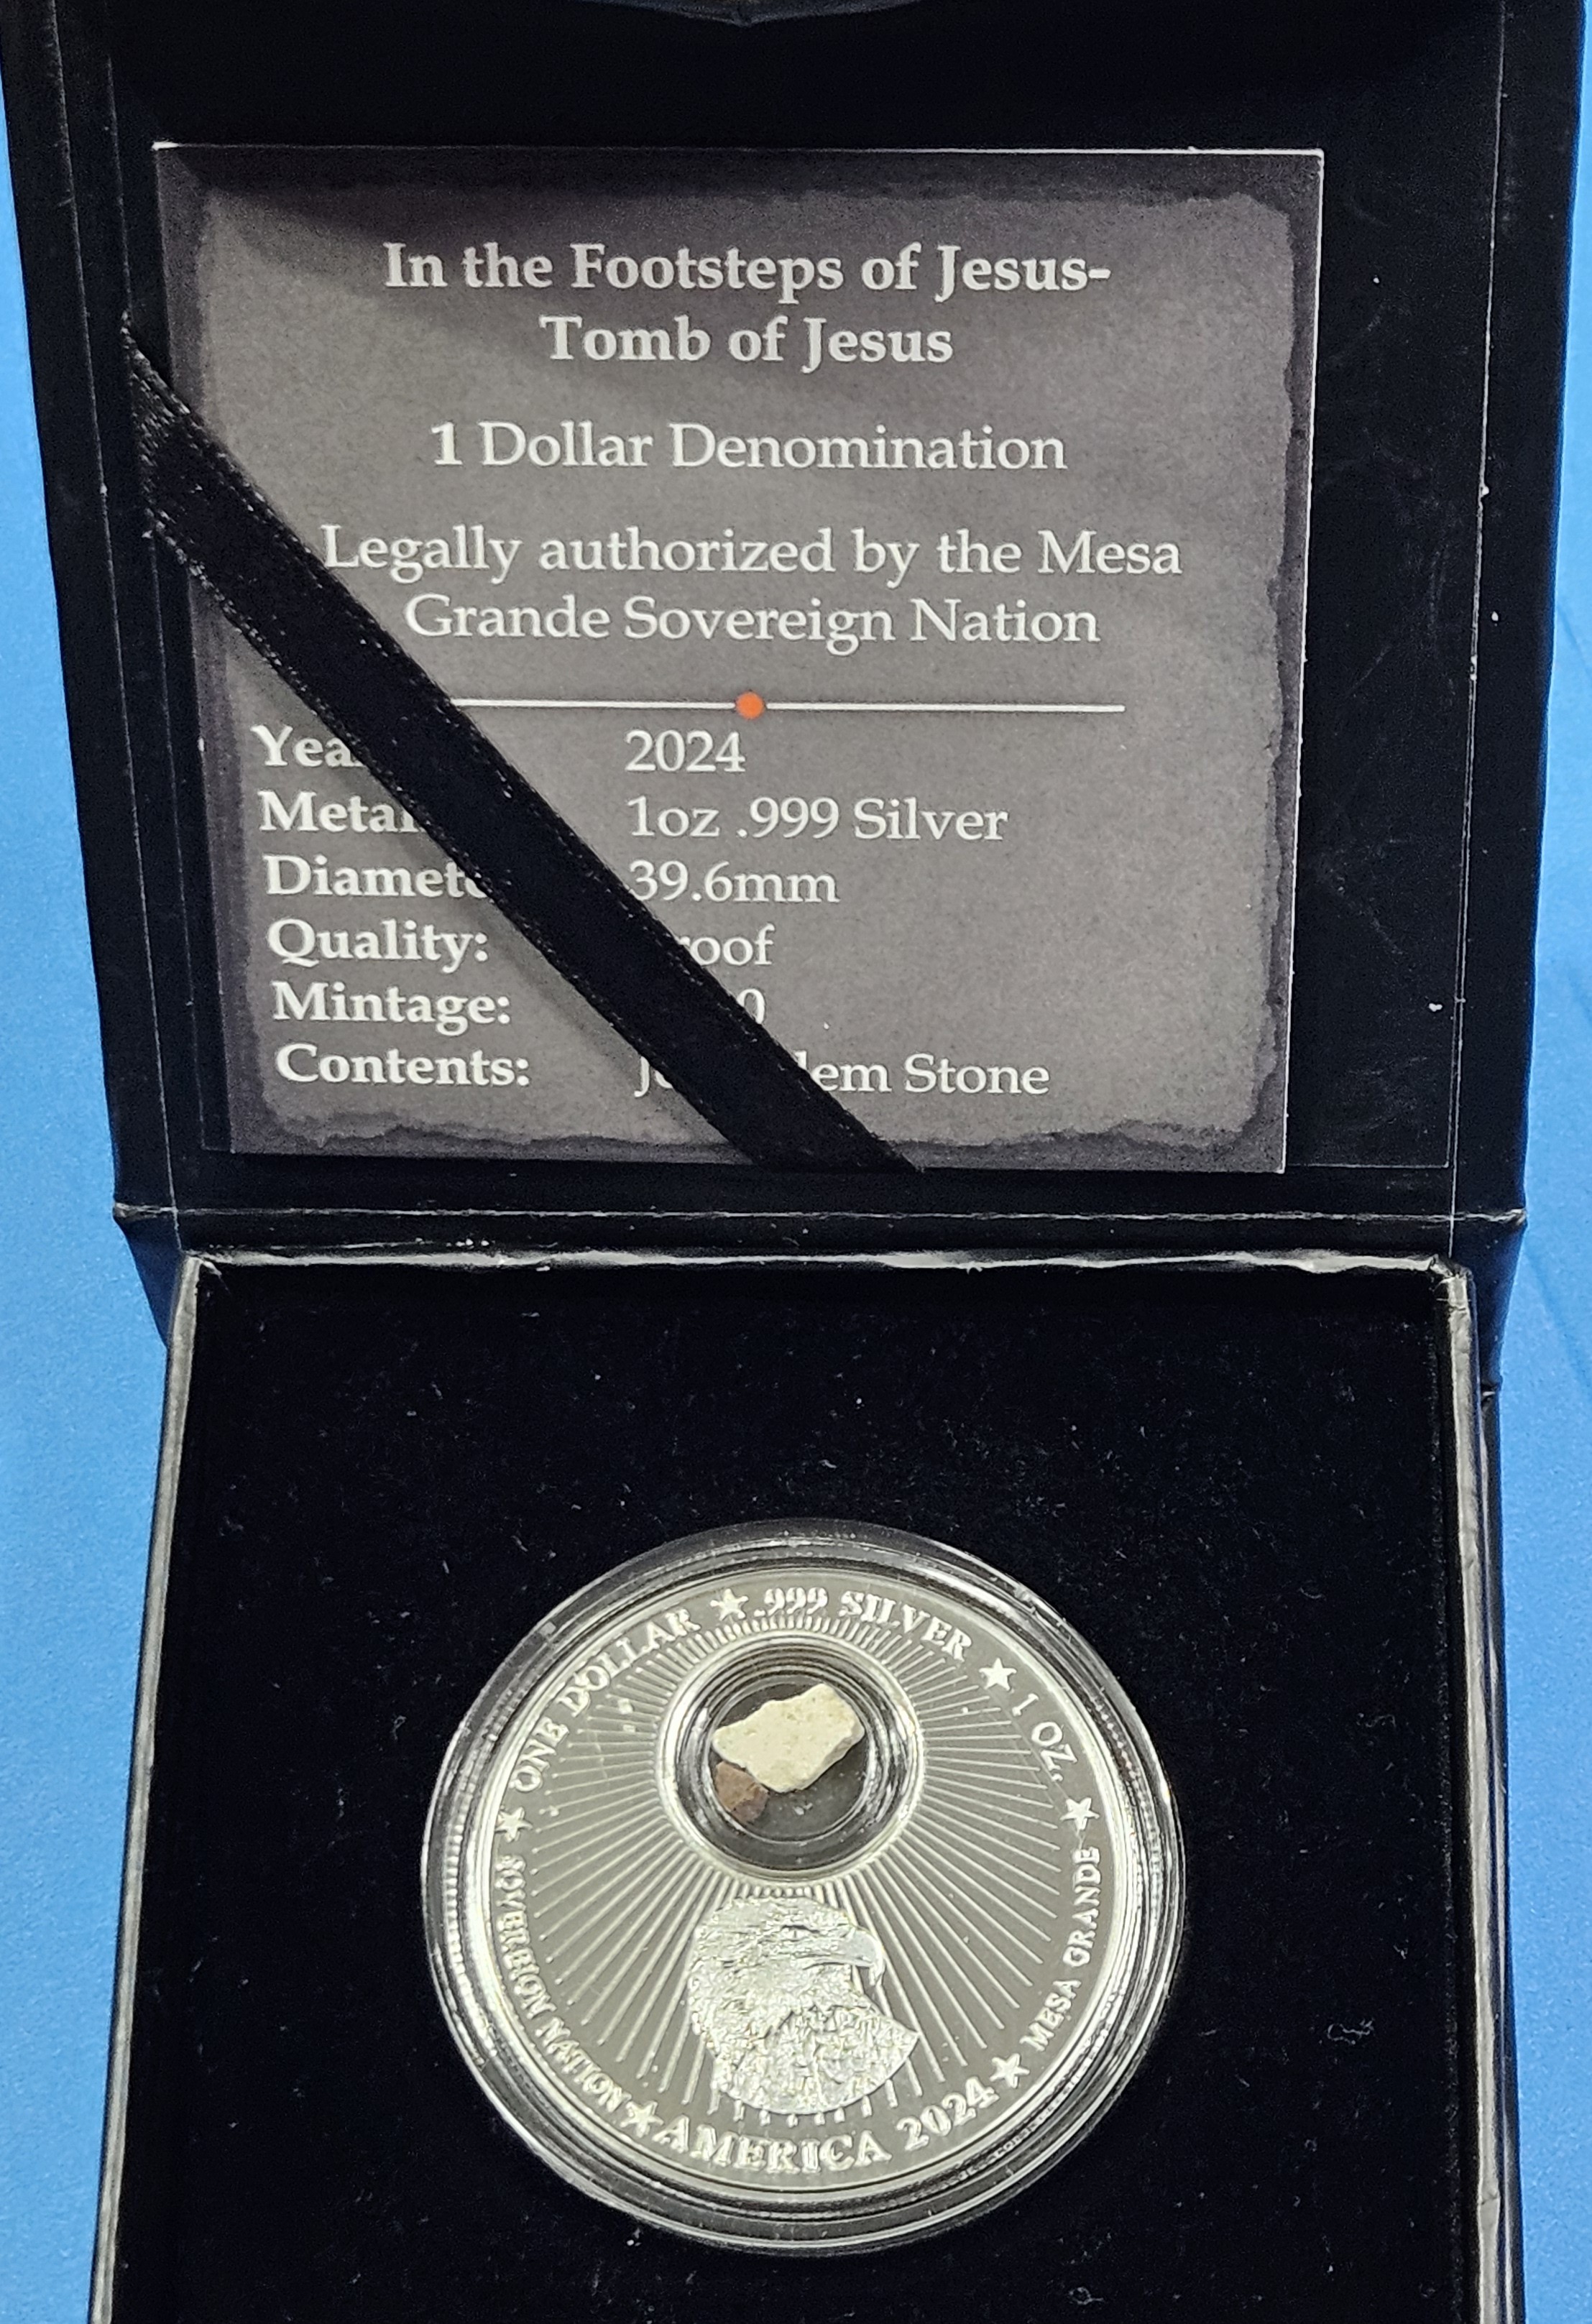 In the Footsteps of Jesus-
Tomb of Jesus
1 Dollar Denomination
Legally authorized by the Mesa
Grande Sovereign Nation
2024
1oz .999 Silver
39.6mm
Quality:
Mintage:
Contents: Stone
ONE DOLLAR ★ .999 SILVER ★ 1 OZ. ★
MESA GRANDE ★
SOVEREIGN NATION ★ AMERICA 2024